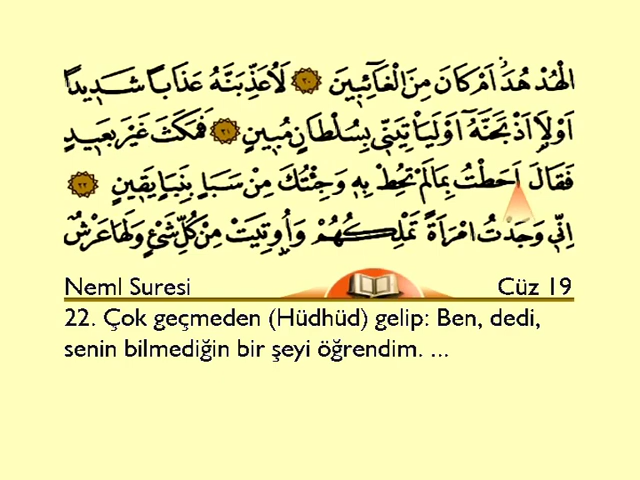 الْهُدْهُدَ اَمْ كَانَ مِنَ الْغَٓائِب۪ينَ ﴿٢٠﴾ لَاُعَذِّبَنَّهُ عَذَابًا شَد۪يدًا
اَوْ لَا۬اَذْبَحَنَّهُٓ اَوْ لَيَأْتِيَنّ۪ي بِسُلْطَانٍ مُب۪ينٍ ﴿٢١﴾ فَمَكَثَ غَيْرَ بَع۪يدٍ
فَقَالَ اَحَطْتُ بِمَا لَمْ تُحِطْ بِه۪ وَجِئْتُكَ مِنْ سَبَاٍ بِنَبَاٍ يَق۪ينٍ ﴿٢٢﴾
اِنّ۪ي وَجَدْتُ امْرَاَةً تَمْلِكُهُمْ وَاُو۫تِيَتْ مِنْ كُلِّ شَيْءٍ وَلَهَا عَرْشٌ
Neml Suresi Cüz 19
22. Çok geçmeden (Hüdhüd) gelip: Ben, dedi,
senin bilmediğin bir şeyi öğrendim. ...